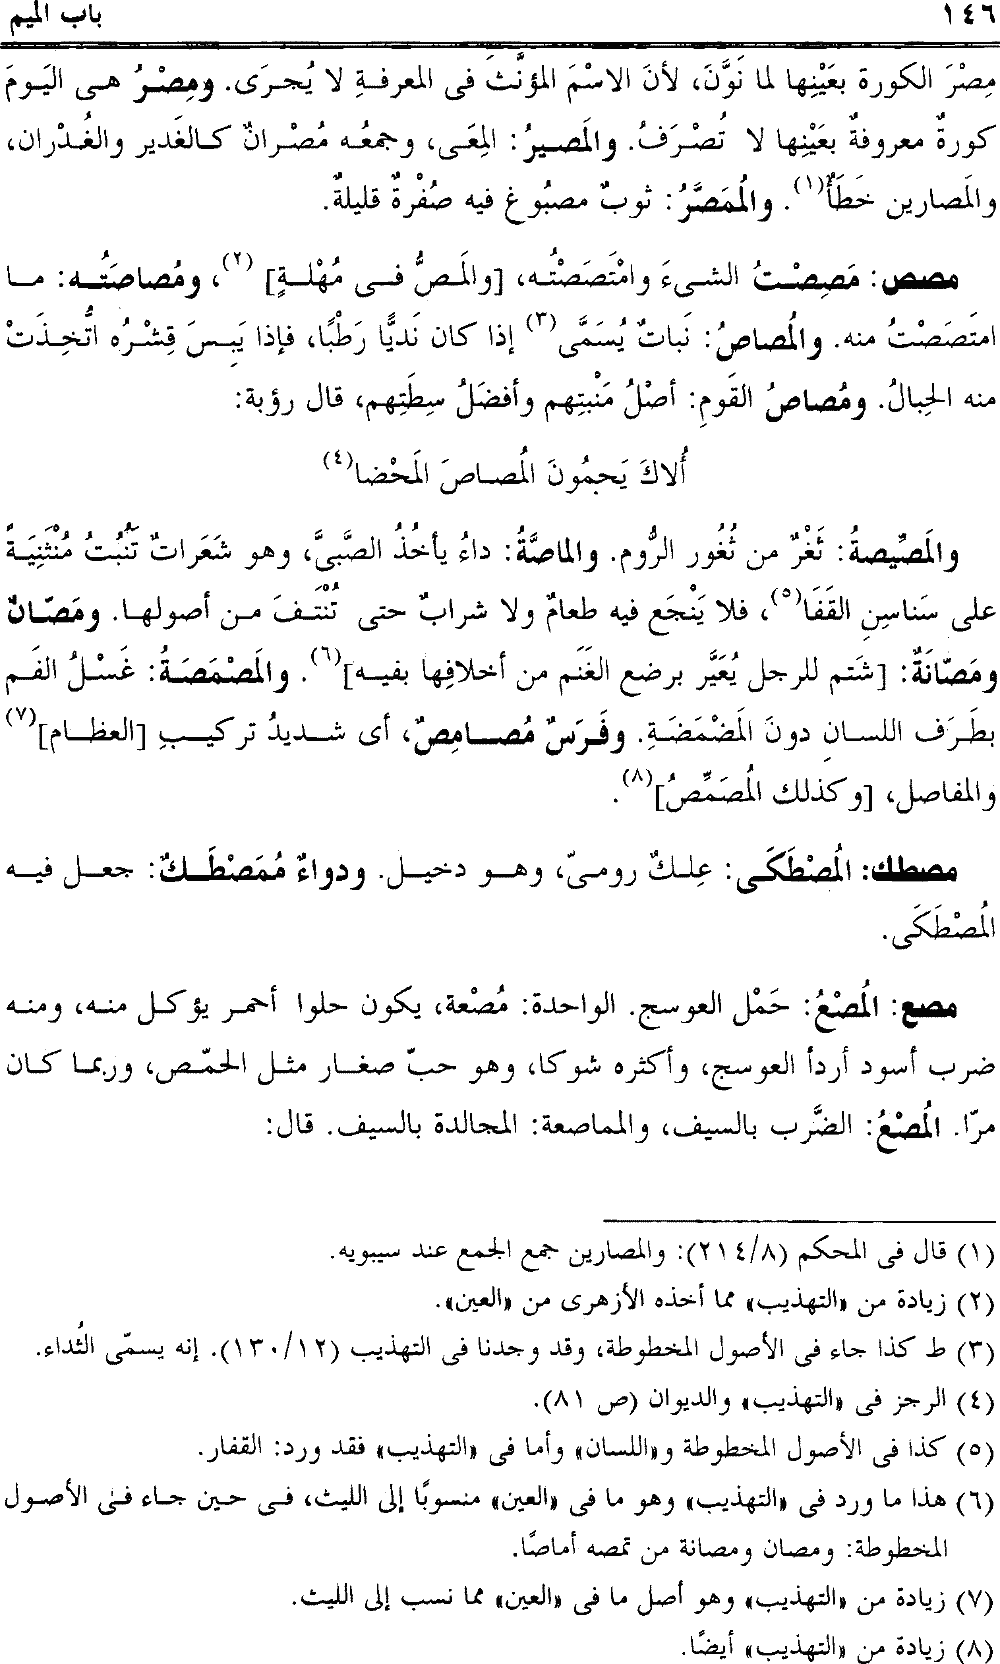 ١٤٦ باب الميم
مِصْرَ الكورة بعَيْنِها لما نَوَّنَ، لأنَ الاسْمَ المؤنَّثَ فى المعرفةِ لا يُجرَى. ومِصْرُ هى اليَومَ
كورةٌ معروفةٌ بعَيْنِها لا تُصْرَفُ. والمَصيرُ: المِعَى، وجمعُه مُصْرانٌ كالغَدير والغُدْران،
والمَصارين خَطَأٌ(١). والمُمَصَّرُ: ثوبٌ مصبُوغ فيه صُفْرةٌ قليلةٌ.
مصص: مَصِصْتُ الشىءَ وامْتَصَصْتُه، [والمَصُّ فى مُهْلةٍ] (٢)، ومُصاصَتُه: ما
امتَصَصْتُ منه. والمُصاصُ: نَباتٌ يُسَمَّى(٣) إذا كان نَديًّا رَطْبًا، فإذا يَبِسَ قِشْرُه اتُّخِذَتْ
منه الحِبالُ. ومُصاصُ القَومِ: أصْلُ مَنْبتِهم وأفضَلُ سِطَتِهم، قال رؤبة:
أُلاكَ يَحمُونَ المُصاصَ المَحْضا(٤)
والمَصِّيصةُ: ثَغْرٌ من ثُغُور الرُّوم. والماصَّةُ: داءُ يأخُذُ الصَّبىَّ، وهو شَعَراتٌ تَنْبُتُ مُنْثَنِيَةً
على سَناسِنِ القَفَا(٥)، فلا يَنْجَع فيه طعامٌ ولا شرابٌ حتى تُنْتَفَ من أصولها. ومَصّانٌ
ومَصّانَةٌ: [شَتم للرجل يُعَيَّر برضع الغَنَم من أخلافِها بفيه](٦). والمَصْمَصَةُ: غَسْلُ الفَم
بطَرَف اللسانِ دونَ المَضْمَضَةِ. وفَرَسٌ مُصامِصٌ، أى شديدُ تركيبِ [العظام](٧)
والمفاصل، [وكذلك المُصَمِّصُ](٨).
مصطك: المُصْطَكَى: عِلكٌ رومىّ، وهو دخيل. ودواءٌ مُمَصْطَكٌ: جعل فيه
المُصْطَكَى.
مصع: المُصْعُ: حَمْل العوسج. الواحدة: مُصْعة، يكون حلوا أحمر يؤكل منه، ومنه
ضرب أسود أردأ العوسج، وأكثره شوكا، وهو حبّ صغار مثل الحمّص، وربما كان
مرّا. المُصْعُ: الضَّرب بالسيف، والمماصعة: المجالدة بالسيف. قال:
(١) قال فى المحكم (٢١٤/٨): والمصارين جمع الجمع عند سيبويه.
(٢) زيادة من «التهذيب» مما أخذه الأزهرى من «العين».
(٣) ط كذا جاء فى الأصول المخطوطة، وقد وجدنا فى التهذيب (١٣٠/١٢). إنه يسمّى الثُداء.
(٤) الرجز فى «التهذيب» والديوان (ص ٨١).
(٥) كذا فى الأصول المخطوطة و«اللسان» وأما فى «التهذيب» فقد ورد: القفار.
(٦) هذا ما ورد فى «التهذيب» وهو ما فى «العين» منسوبًا إلى الليث، فى حين جاء فى الأصول
المخطوطة: ومصان ومصانة من تمصه أماصًا.
(٧) زيادة من «التهذيب» وهو أصل ما فى «العين» مما نسب إلى الليث.
(٨) زيادة من «التهذيب» أيضًا.